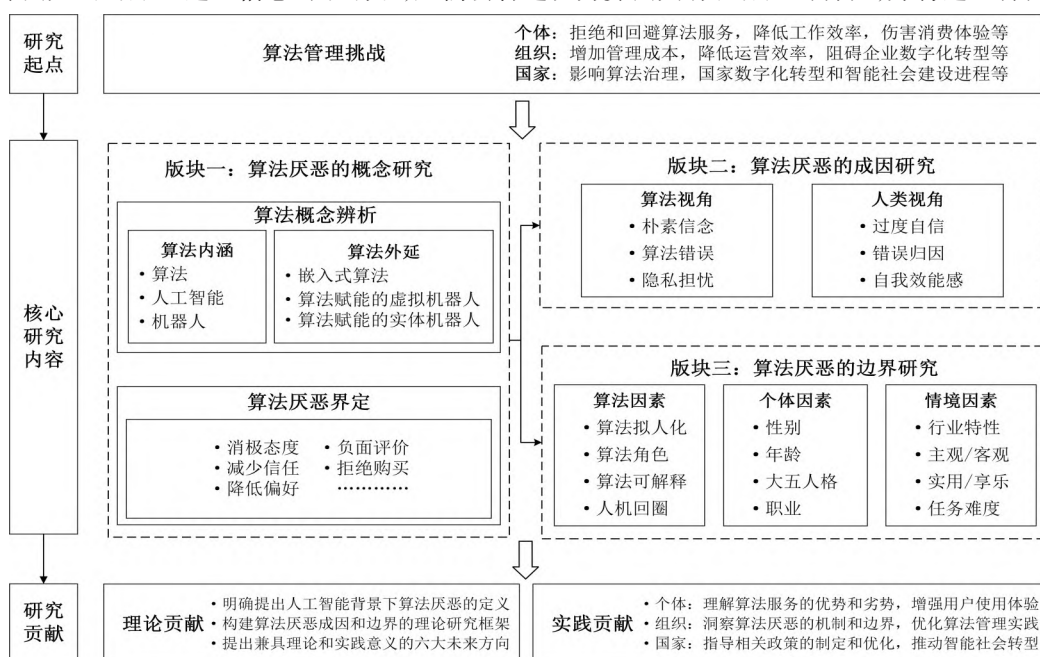 研究
起点
算法管理挑战
个体：拒绝和回避算法服务，降低工作效率，伤害消费体验等
组织：增加管理成本，降低运营效率，阻碍企业数字化转型等
国家：影响算法治理，国家数字化转型和智能社会建设进程等
核心
研究
内容
版块一：算法厌恶的概念研究
算法概念辨析
算法内涵
• 算法
• 人工智能
• 机器人
算法外延
• 嵌入式算法
• 算法赋能的虚拟机器人
• 算法赋能的实体机器人
算法厌恶界定
• 消极态度
• 减少信任
• 降低偏好
• 负面评价
• 拒绝购买
• …………
版块二：算法厌恶的成因研究
算法视角
• 朴素信念
• 算法错误
• 隐私担忧
人类视角
• 过度自信
• 错误归因
• 自我效能感
版块三：算法厌恶的边界研究
算法因素
• 算法拟人化
• 算法角色
• 算法可解释
• 人机回圈
个体因素
• 性别
• 年龄
• 大五人格
• 职业
情境因素
• 行业特性
• 主观/客观
• 实用/享乐
• 任务难度
研究
贡献
理论贡献
• 明确提出人工智能背景下算法厌恶的定义
• 构建算法厌恶成因和边界的理论研究框架
• 提出兼具理论和实践意义的六大未来方向
实践贡献
• 个体：理解算法服务的优势和劣势，增强用户使用体验
• 组织：洞察算法厌恶的机制和边界，优化算法管理实践
• 国家：指导相关政策的制定和优化，推动智能社会转型